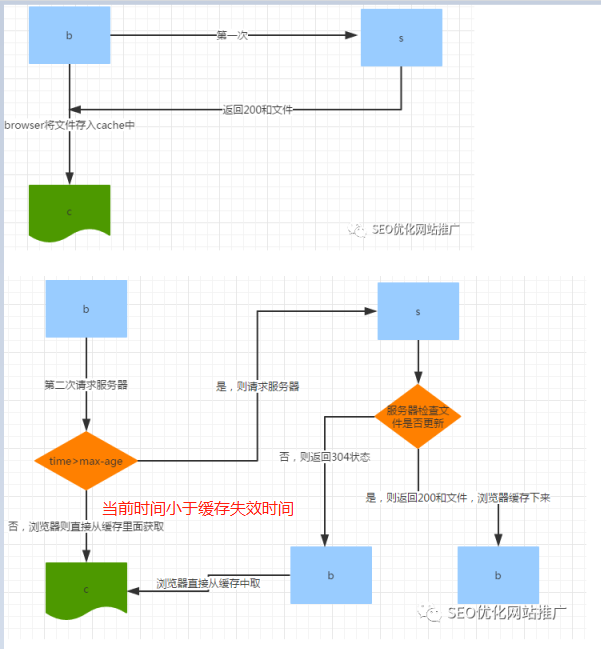 b
第一次
s
返回200和文件
browser将文件存入cache中
c
SEO优化网站推广
b
s
第二次请求服务器
是，则请求服务器
服务器检查文
件是否更新
time>max-age
否，则返回304状态
是，则返回200和文件，浏览器缓存下来
当前时间小于缓存失效时间
否，浏览器则直接从缓存里面获取
c
浏览器直接从缓存中取
b
b
SEO优化网站推广